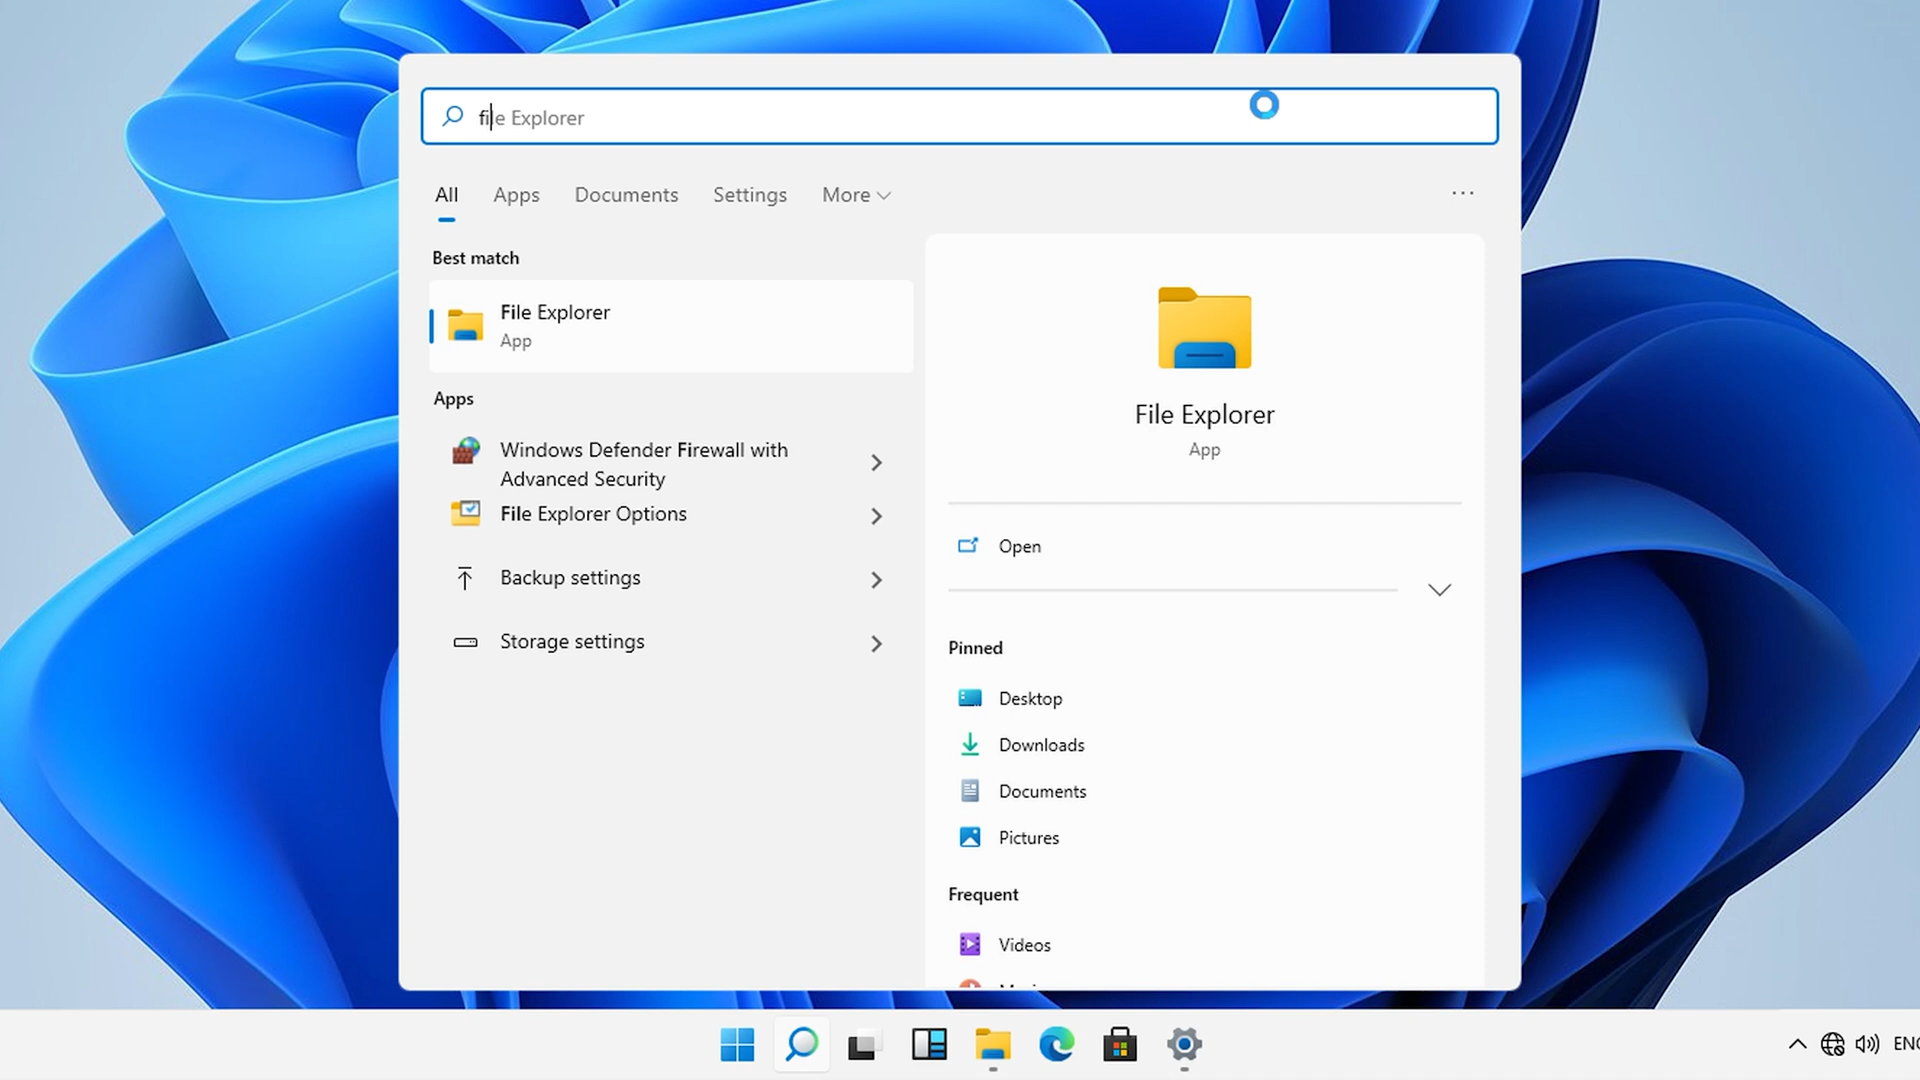 file Explorer
All Apps Documents Settings More ...
Best match
File Explorer
App
Apps
Windows Defender Firewall with
Advanced Security
File Explorer Options
Backup settings
Storage settings
File Explorer
App
Open
Pinned
Desktop
Downloads
Documents
Pictures
Frequent
Videos
ENG